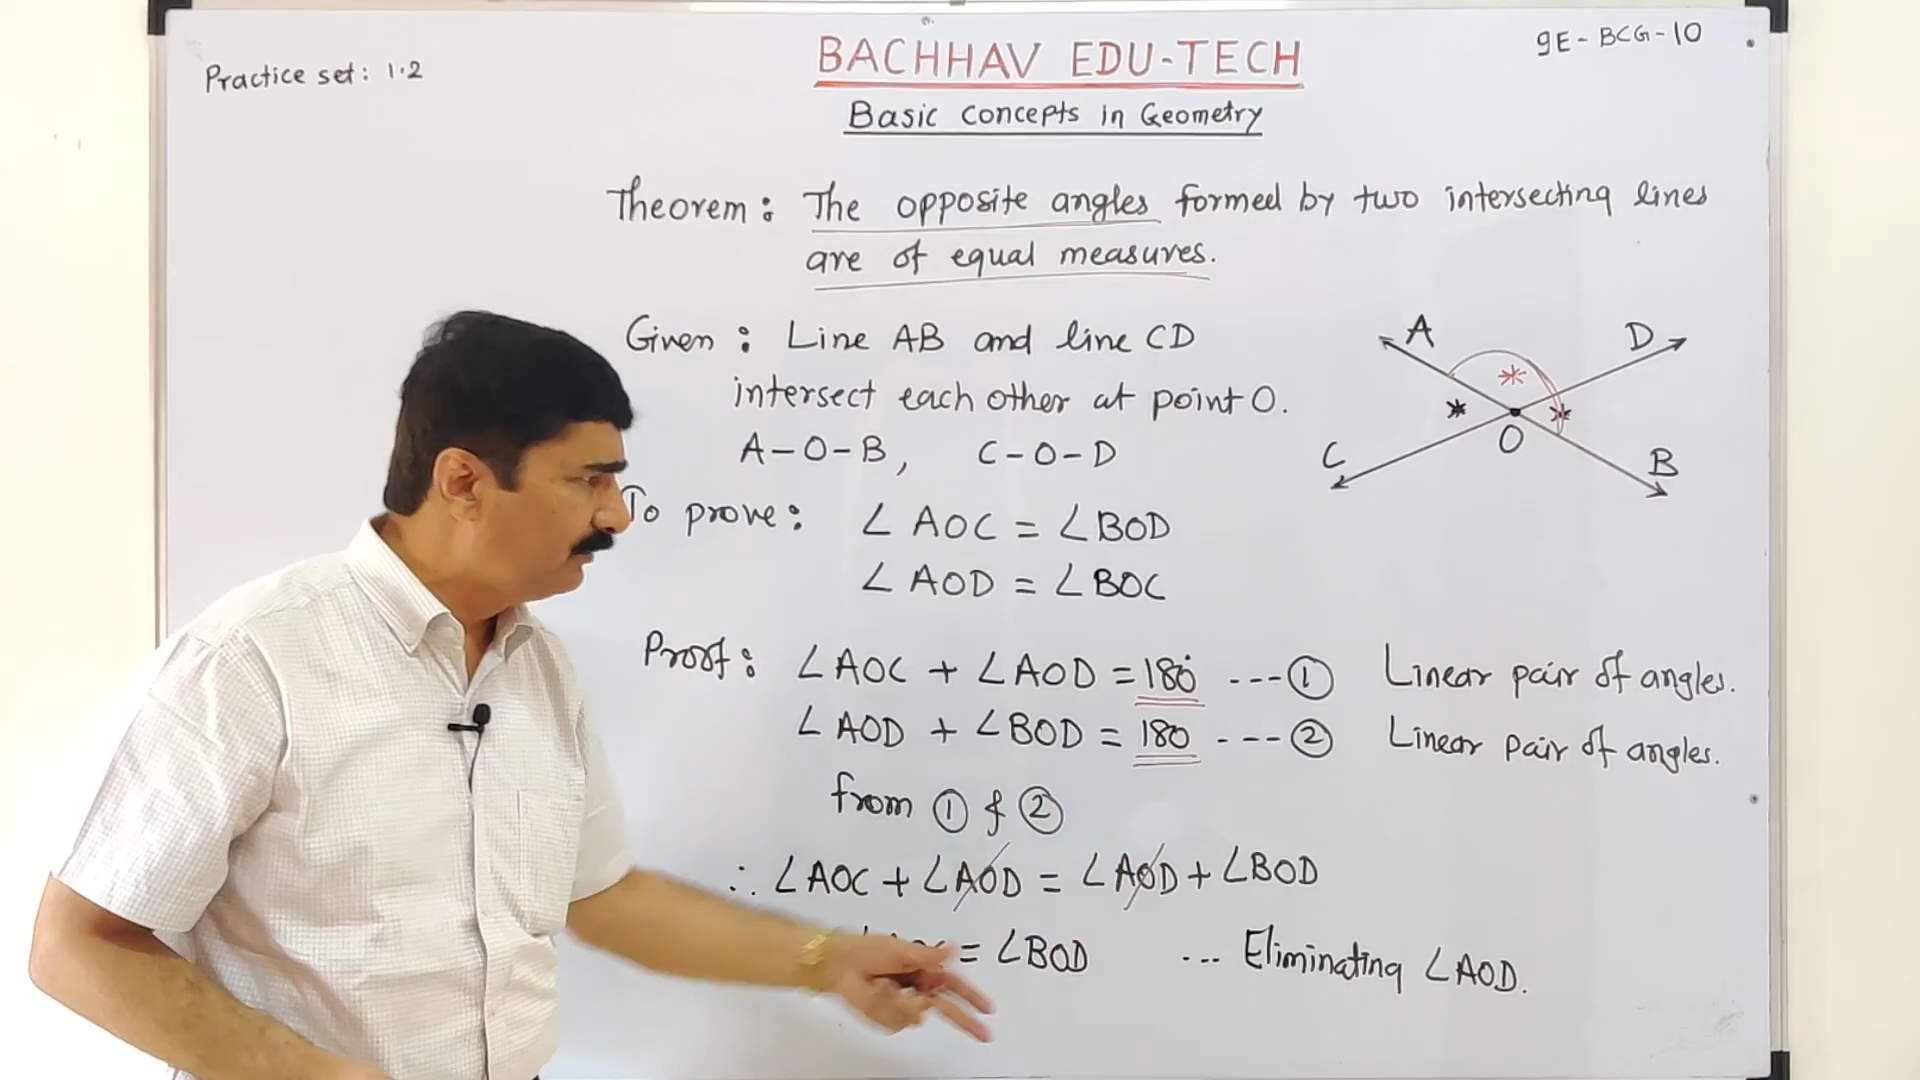 Practice set: 1.2
BACHHAV EDU-TECH
9E-BCG-10
Basic concepts in Geometry
Theorem: The opposite angles formed by two intersecting lines
are of equal measures.
Given: Line AB and line CD
intersect each other at point O.
A-O-B, C-O-D
A
D
C
O
B
To prove: ∠AOC = ∠BOD
∠AOD = ∠BOC
Proof: ∠AOC + ∠AOD = 180° ---① Linear pair of angles.
∠AOD + ∠BOD = 180 ---② Linear pair of angles.
from ① & ②
∴ ∠AOC + ∠AOD = ∠AOD + ∠BOD
= ∠BOD ... Eliminating ∠AOD.